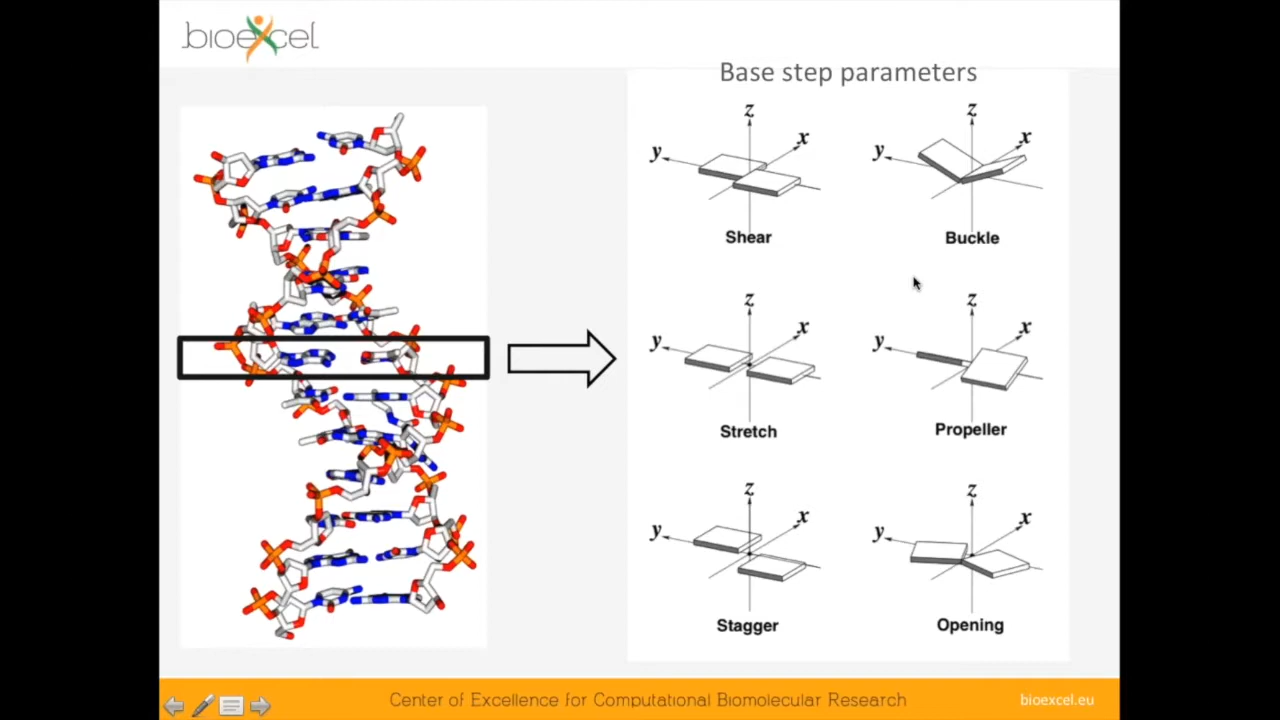 bioexcel
Base step parameters
z
x
y
Shear
z
x
y
Buckle
z
x
y
Stretch
z
x
y
Propeller
z
x
y
Stagger
z
x
y
Opening
Center of Excellence for Computational Biomolecular Research
bioexcel.eu